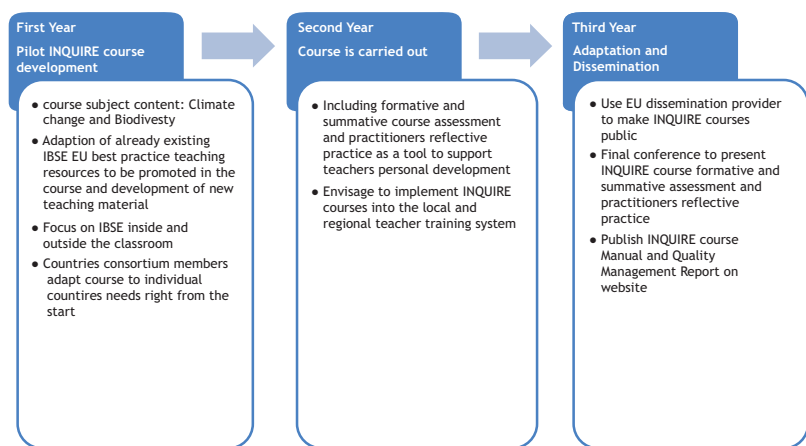 First Year
Pilot INQUIRE course
development
● course subject content: Climate
change and Biodivesty
● Adaption of already existing
IBSE EU best practice teaching
resources to be promoted in the
course and development of new
teaching material
● Focus on IBSE inside and
outside the classroom
● Countries consortium members
adapt course to individual
countires needs right from the
start
Second Year
Course is carried out
● Including formative and
summative course assessment
and practitioners reflective
practice as a tool to support
teachers personal development
● Envisage to implement INQUIRE
courses into the local and
regional teacher training system
Third Year
Adaptation and
Dissemination
● Use EU dissemination provider
to make INQUIRE courses
public
● Final conference to present
INQUIRE course formative and
summative assessment and
practitioners reflective
practice
● Publish INQUIRE course
Manual and Quality
Management Report on
website